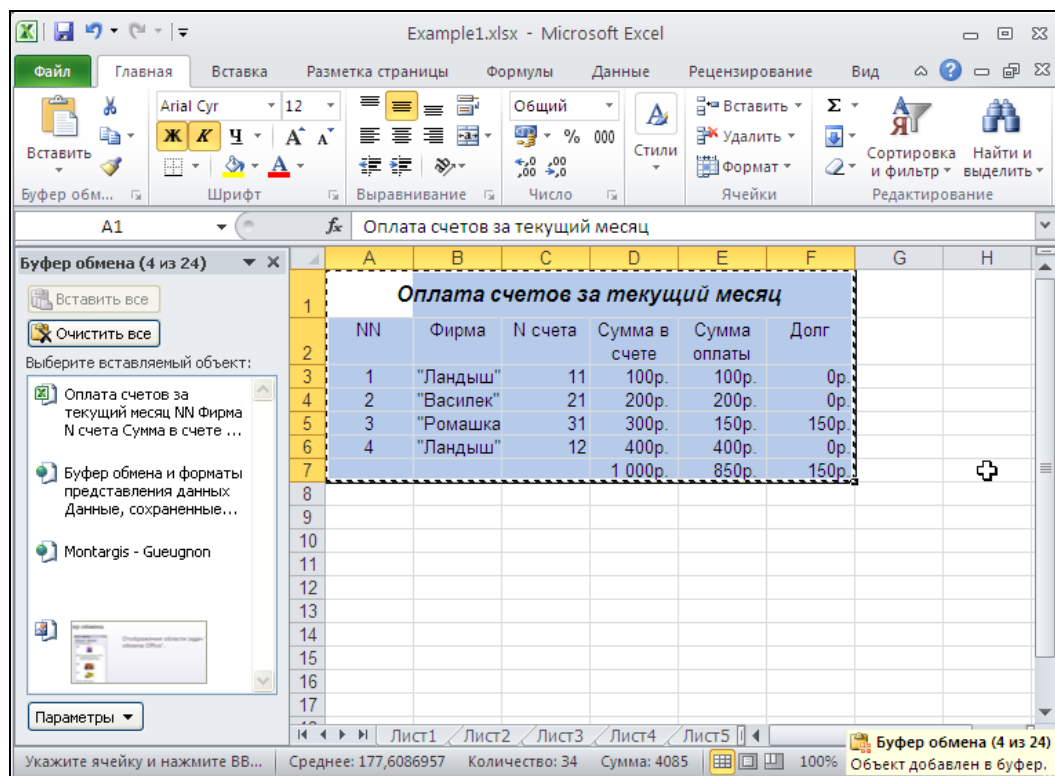 Example1.xlsx - Microsoft Excel
Файл Главная Вставка Разметка страницы Формулы Данные Рецензирование Вид
Вставить
Буфер обм...
Arial Cyr 12
Ж К Ч
Шрифт
Выравнивание
Общий
% 000
Число
Стили
Вставить
Удалить
Формат
Ячейки
Σ
Сортировка и фильтр
Найти и выделить
Редактирование
A1 fx Оплата счетов за текущий месяц
Буфер обмена (4 из 24)
Вставить все
Очистить все
Выберите вставляемый объект:
Оплата счетов за
текущий месяц NN Фирма
N счета Сумма в счете ...
Буфер обмена и форматы
представления данных
Данные, сохраненные...
Montargis - Gueugnon
Параметры
A B C D E F G H
1 Оплата счетов за текущий месяц
2 NN Фирма N счета Сумма в счете Сумма оплаты Долг
3 1 "Ландыш" 11 100р. 100р. 0р.
4 2 "Василек" 21 200р. 200р. 0р.
5 3 "Ромашка 31 300р. 150р. 150р.
6 4 "Ландыш" 12 400р. 400р. 0р.
7 1 000р. 850р. 150р.
8
9
10
11
12
13
14
15
16
17
Лист1 Лист2 Лист3 Лист4 Лист5
Укажите ячейку и нажмите ВВ... Среднее: 177,6086957 Количество: 34 Сумма: 4085 100%
Буфер обмена (4 из 24)
Объект добавлен в буфер.